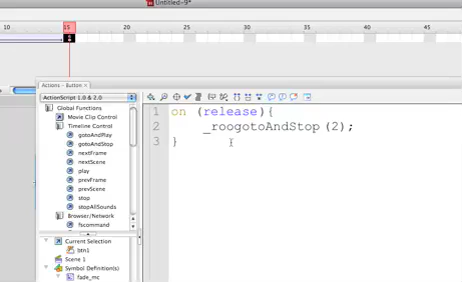 Untitled-9*
10 15 20 25 30 35 40 45
Actions - Button ×
ActionScript 1.0 & 2.0
Global Functions
Movie Clip Control
Timeline Control
gotoAndPlay
gotoAndStop
nextFrame
nextScene
play
prevFrame
prevScene
stop
stopAllSounds
Browser/Network
fscommand
Current Selection
btn1
Scene 1
Symbol Definition(s)
fade_mc
1 on (release){
2 _roogotoAndStop(2);
3 }